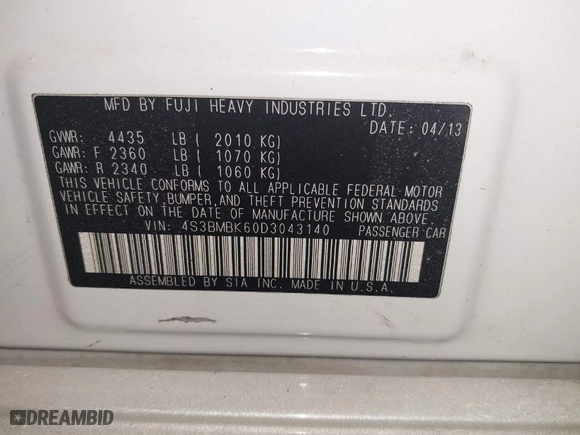 MFD BY FUJI HEAVY INDUSTRIES LTD.
DATE: 04/13
GVWR: 4435 LB ( 2010 KG)
GAWR: F 2360 LB ( 1070 KG)
GAWR: R 2340 LB ( 1060 KG)
THIS VEHICLE CONFORMS TO ALL APPLICABLE FEDERAL MOTOR
VEHICLE SAFETY,BUMPER,AND THEFT PREVENTION STANDARDS
IN EFFECT ON THE DATE OF MANUFACTURE SHOWN ABOVE.
VIN: 4S3BMBK60D3043140 PASSENGER CAR
ASSEMBLED BY SIA INC. MADE IN U.S.A.
DREAMBID